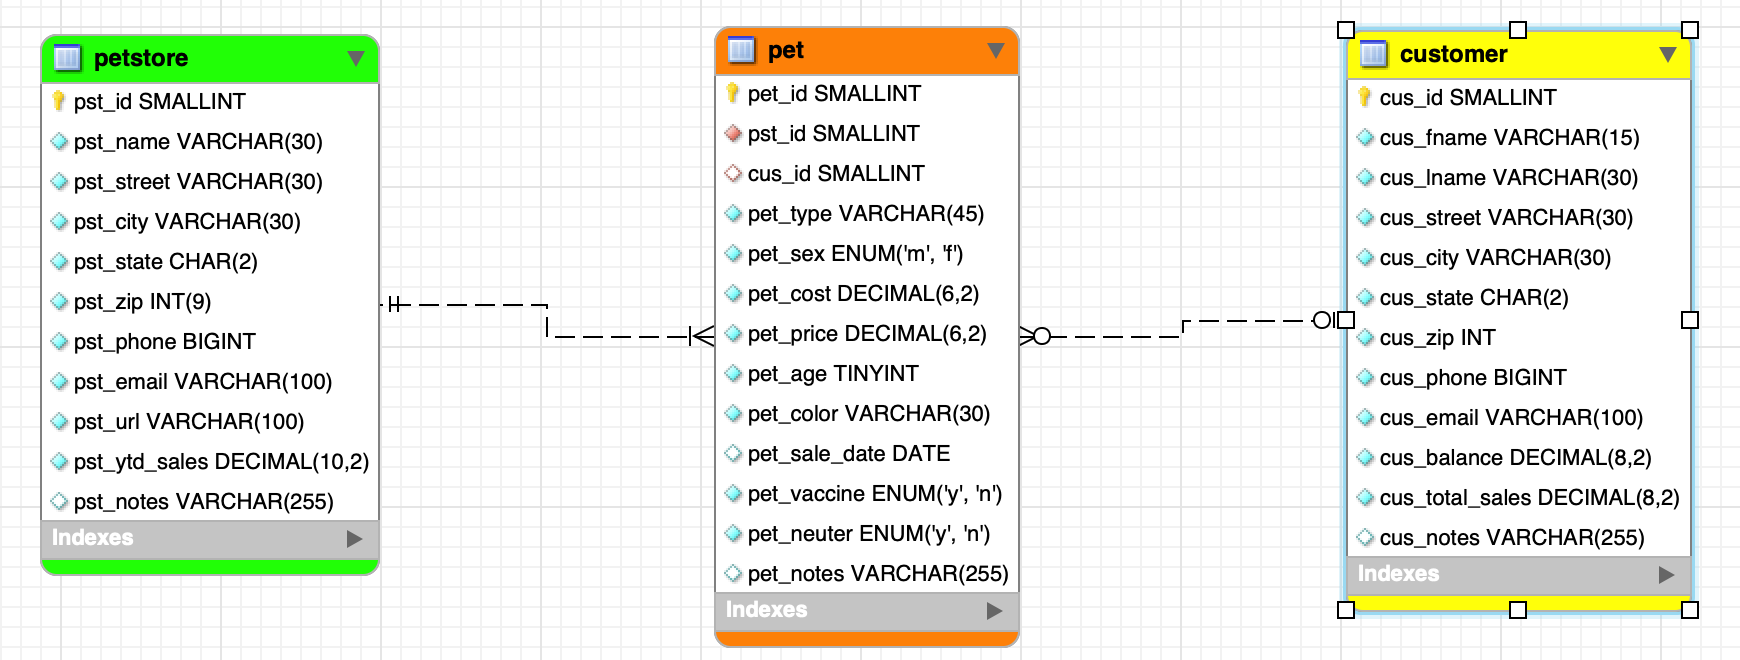 petstore
pst_id SMALLINT
pst_name VARCHAR(30)
pst_street VARCHAR(30)
pst_city VARCHAR(30)
pst_state CHAR(2)
pst_zip INT(9)
pst_phone BIGINT
pst_email VARCHAR(100)
pst_url VARCHAR(100)
pst_ytd_sales DECIMAL(10,2)
pst_notes VARCHAR(255)
Indexes
pet
pet_id SMALLINT
pst_id SMALLINT
cus_id SMALLINT
pet_type VARCHAR(45)
pet_sex ENUM('m', 'f')
pet_cost DECIMAL(6,2)
pet_price DECIMAL(6,2)
pet_age TINYINT
pet_color VARCHAR(30)
pet_sale_date DATE
pet_vaccine ENUM('y', 'n')
pet_neuter ENUM('y', 'n')
pet_notes VARCHAR(255)
Indexes
customer
cus_id SMALLINT
cus_fname VARCHAR(15)
cus_lname VARCHAR(30)
cus_street VARCHAR(30)
cus_city VARCHAR(30)
cus_state CHAR(2)
cus_zip INT
cus_phone BIGINT
cus_email VARCHAR(100)
cus_balance DECIMAL(8,2)
cus_total_sales DECIMAL(8,2)
cus_notes VARCHAR(255)
Indexes